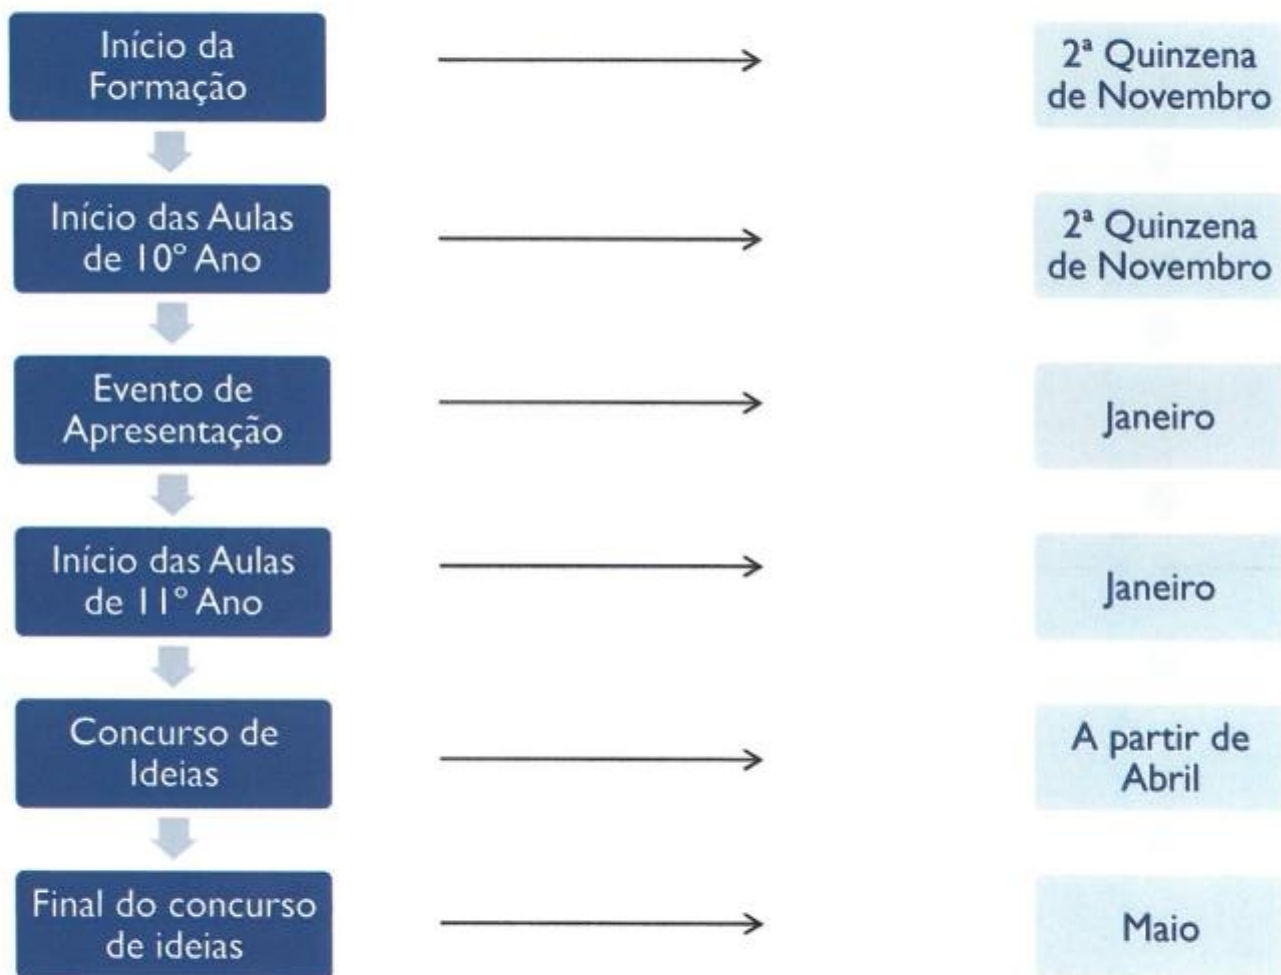 Início da
Formação
2ª Quinzena
de Novembro
Início das Aulas
de 10º Ano
2ª Quinzena
de Novembro
Evento de
Apresentação
Janeiro
Início das Aulas
de 11º Ano
Janeiro
Concurso de
Ideias
A partir de
Abril
Final do concurso
de ideias
Maio